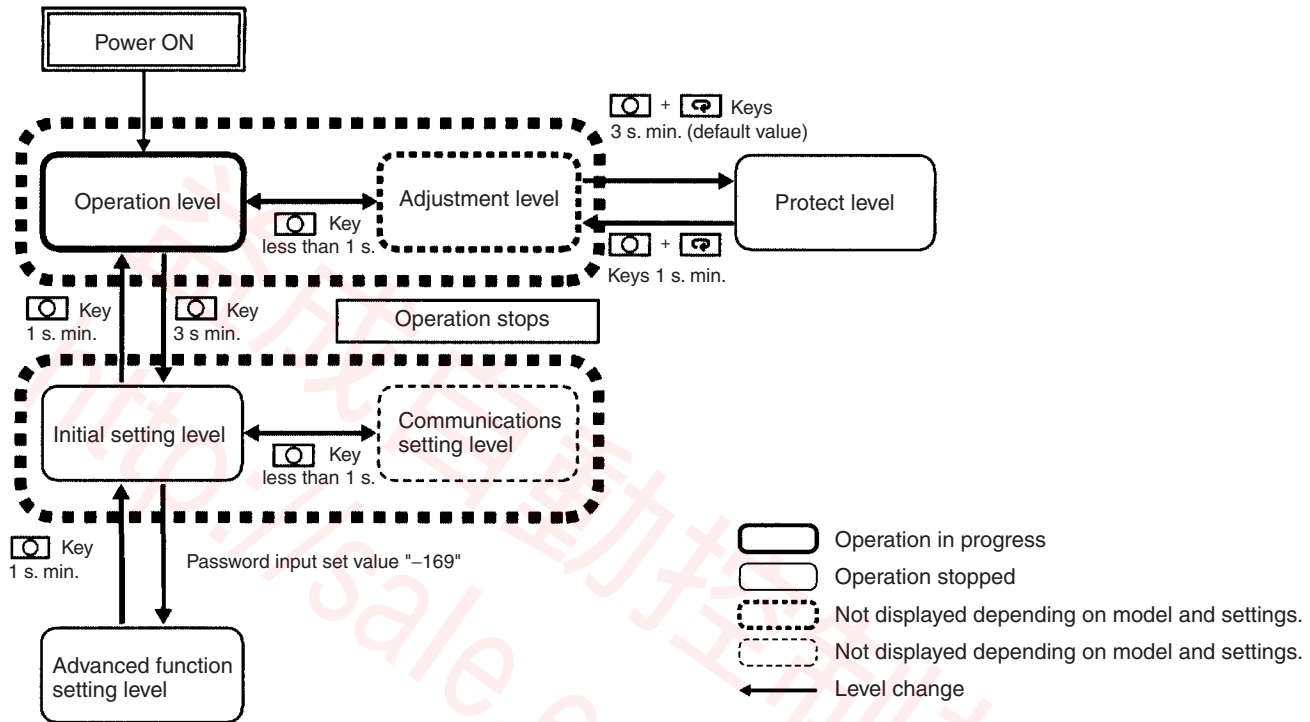 Power ON
+ Keys
3 s. min. (default value)
Operation level
Adjustment level
Protect level
Key
less than 1 s.
+
Keys 1 s. min.
Key
1 s. min.
Key
3 s min.
Operation stops
Initial setting level
Communications
setting level
Key
less than 1 s.
Key
1 s. min.
Password input set value "–169"
Advanced function
setting level
Operation in progress
Operation stopped
Not displayed depending on model and settings.
Not displayed depending on model and settings.
Level change
http://sale